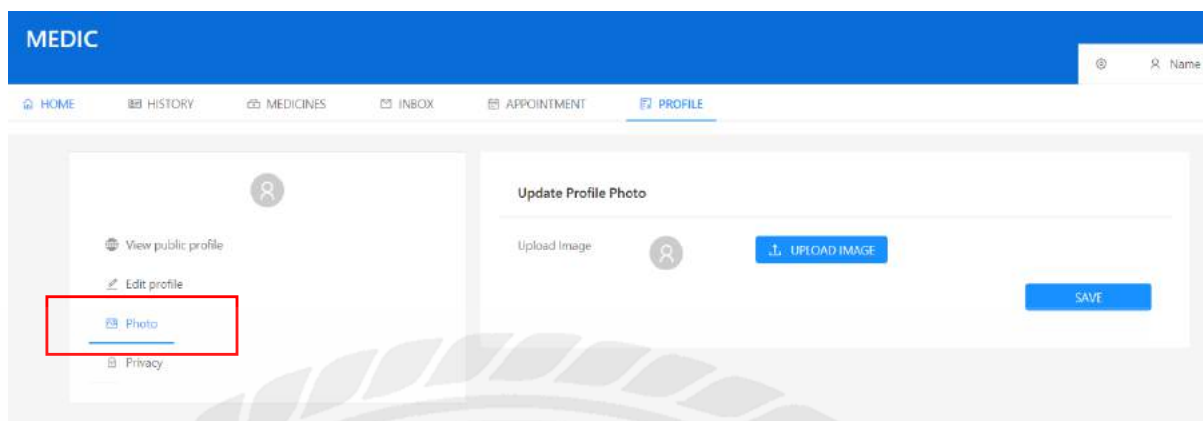 MEDIC
Name
HOME HISTORY MEDICINES INBOX APPOINTMENT PROFILE
View public profile
Edit profile
Photo
Privacy
Update Profile Photo
Upload Image UPLOAD IMAGE
SAVE